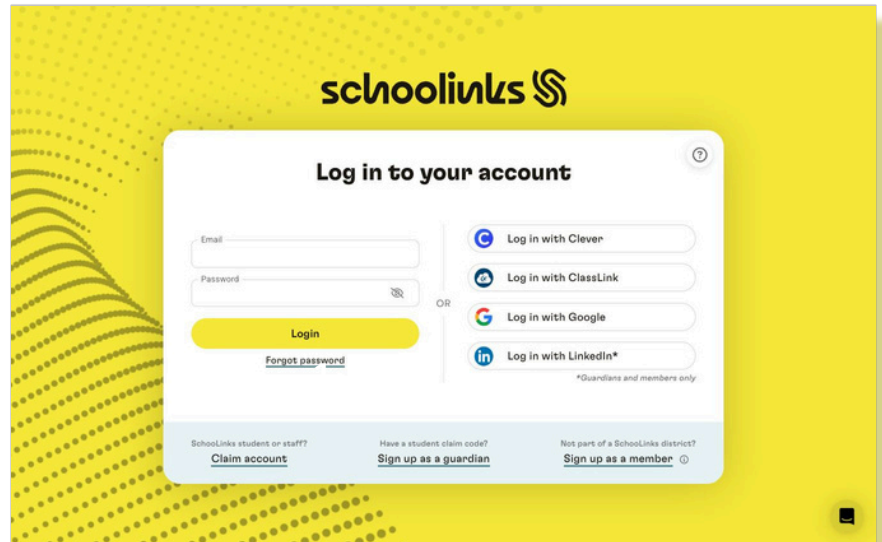 schoolinks
Log in to your account
Email
Password
Login
Forgot password
OR
Log in with Clever
Log in with ClassLink
Log in with Google
Log in with LinkedIn*
*Guardians and members only
SchooLinks student or staff?
Claim account
Have a student claim code?
Sign up as a guardian
Not part of a SchooLinks district?
Sign up as a member